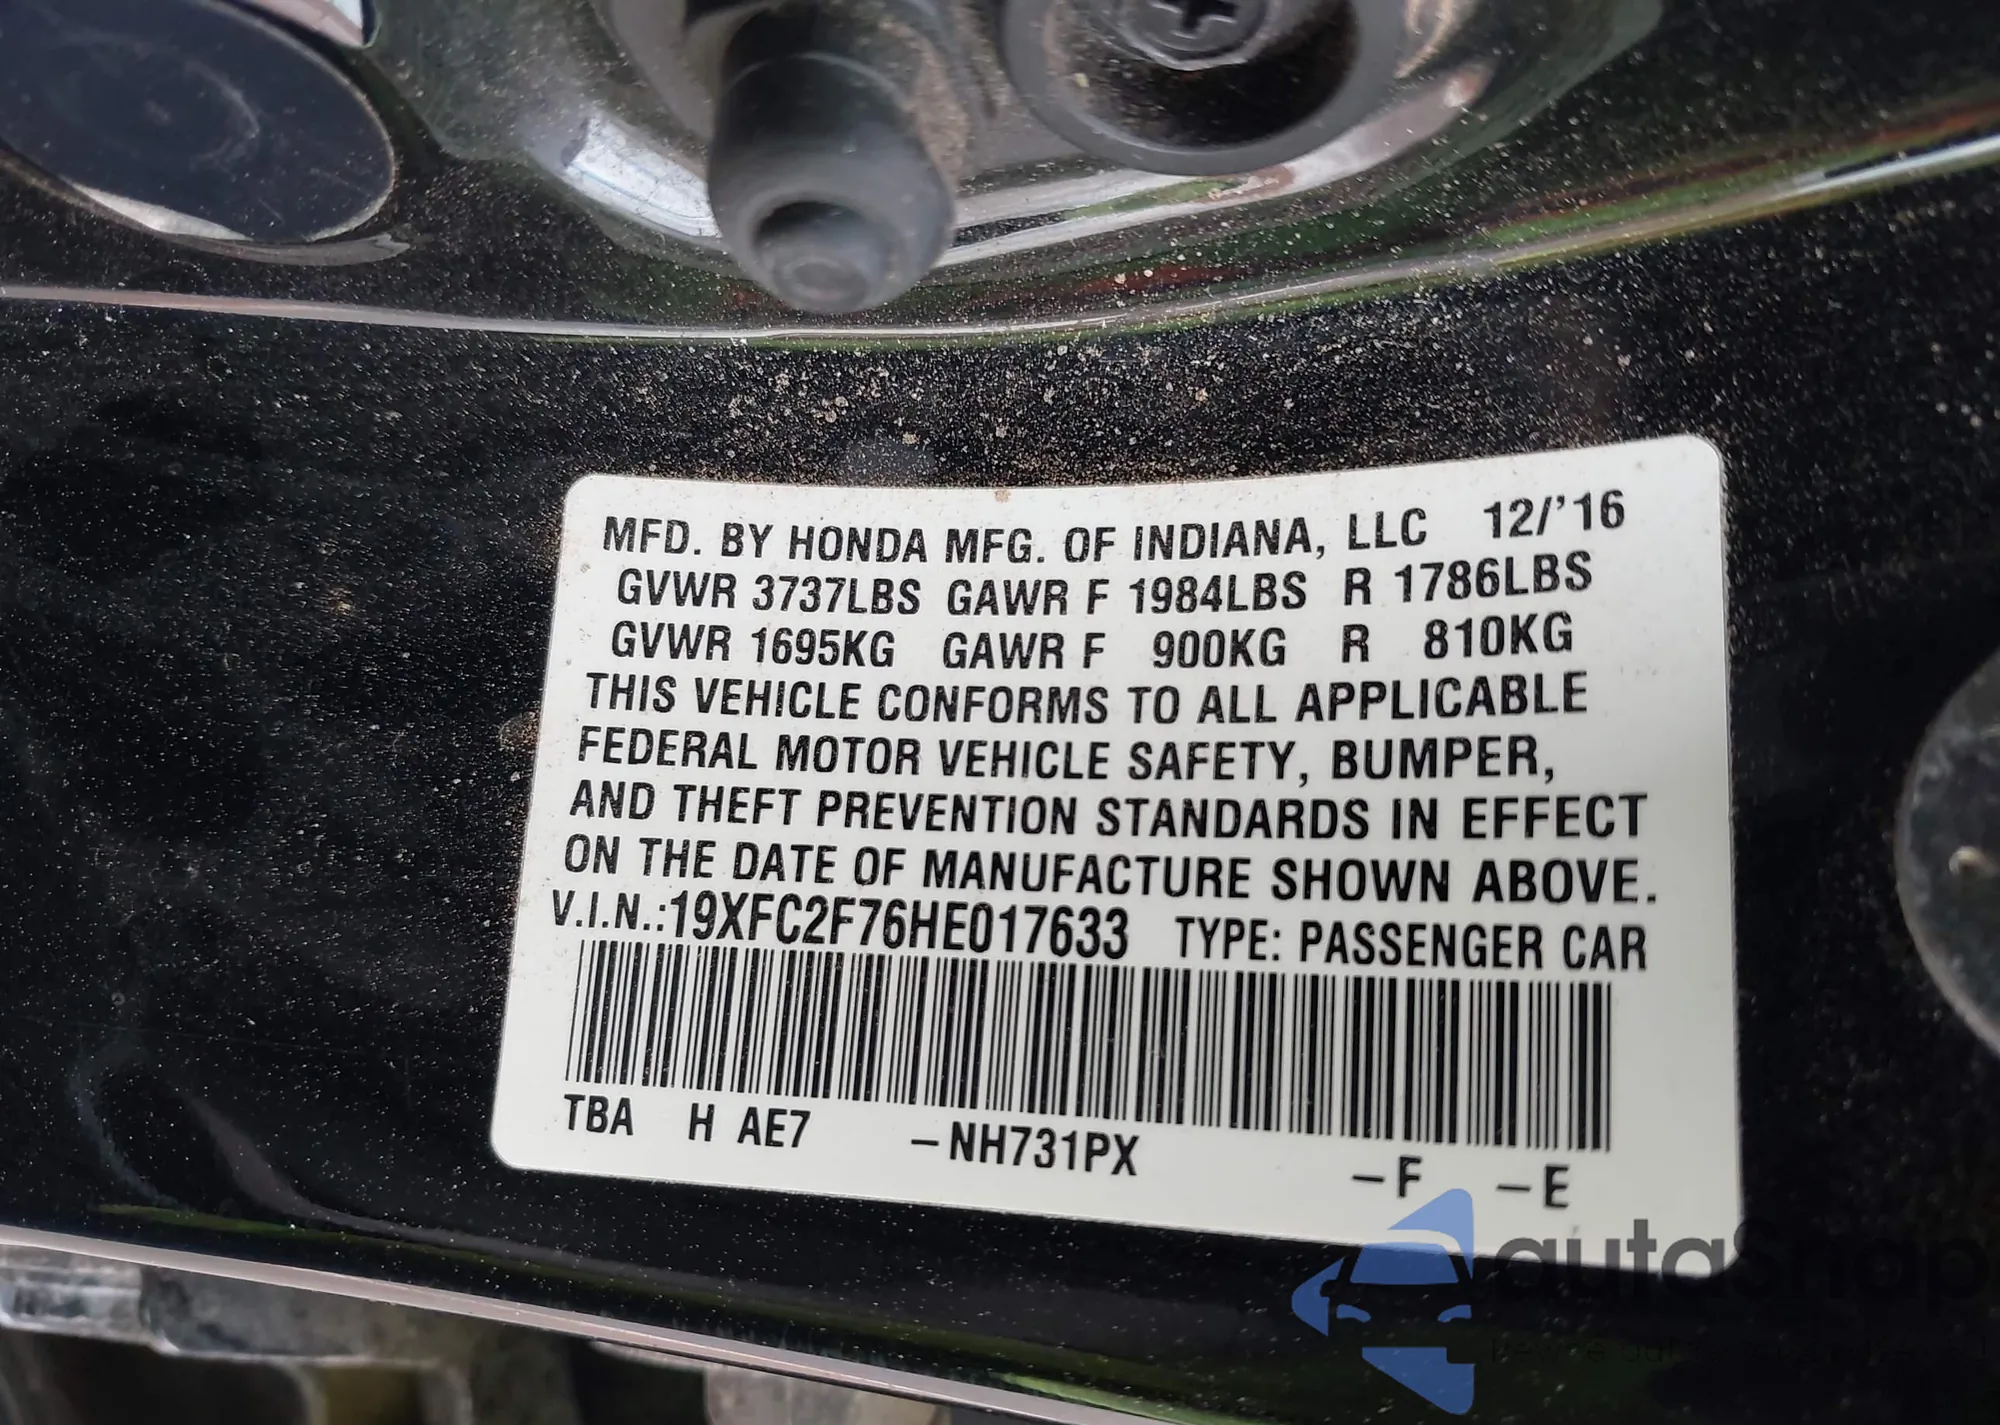 MFD. BY HONDA MFG. OF INDIANA, LLC 12/'16
GVWR 3737LBS GAWR F 1984LBS R 1786LBS
GVWR 1695KG GAWR F 900KG R 810KG
THIS VEHICLE CONFORMS TO ALL APPLICABLE
FEDERAL MOTOR VEHICLE SAFETY, BUMPER,
AND THEFT PREVENTION STANDARDS IN EFFECT
ON THE DATE OF MANUFACTURE SHOWN ABOVE.
V.I.N.:19XFC2F76HE017633 TYPE: PASSENGER CAR
TBA H AE7 –NH731PX –F –E